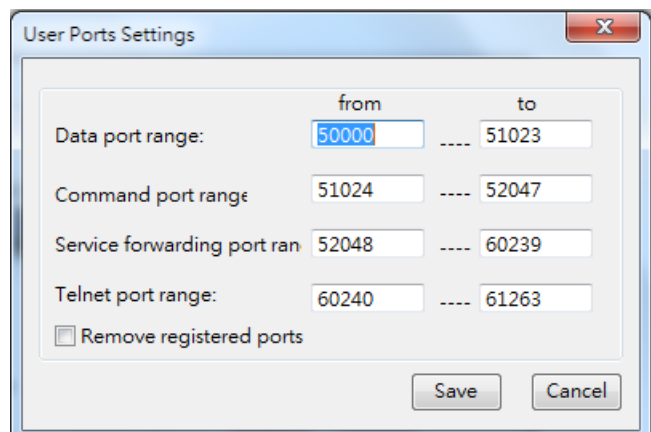 User Ports Settings
from to
Data port range: 50000 ---- 51023
Command port range 51024 ---- 52047
Service forwarding port ran 52048 ---- 60239
Telnet port range: 60240 ---- 61263
Remove registered ports
Save Cancel